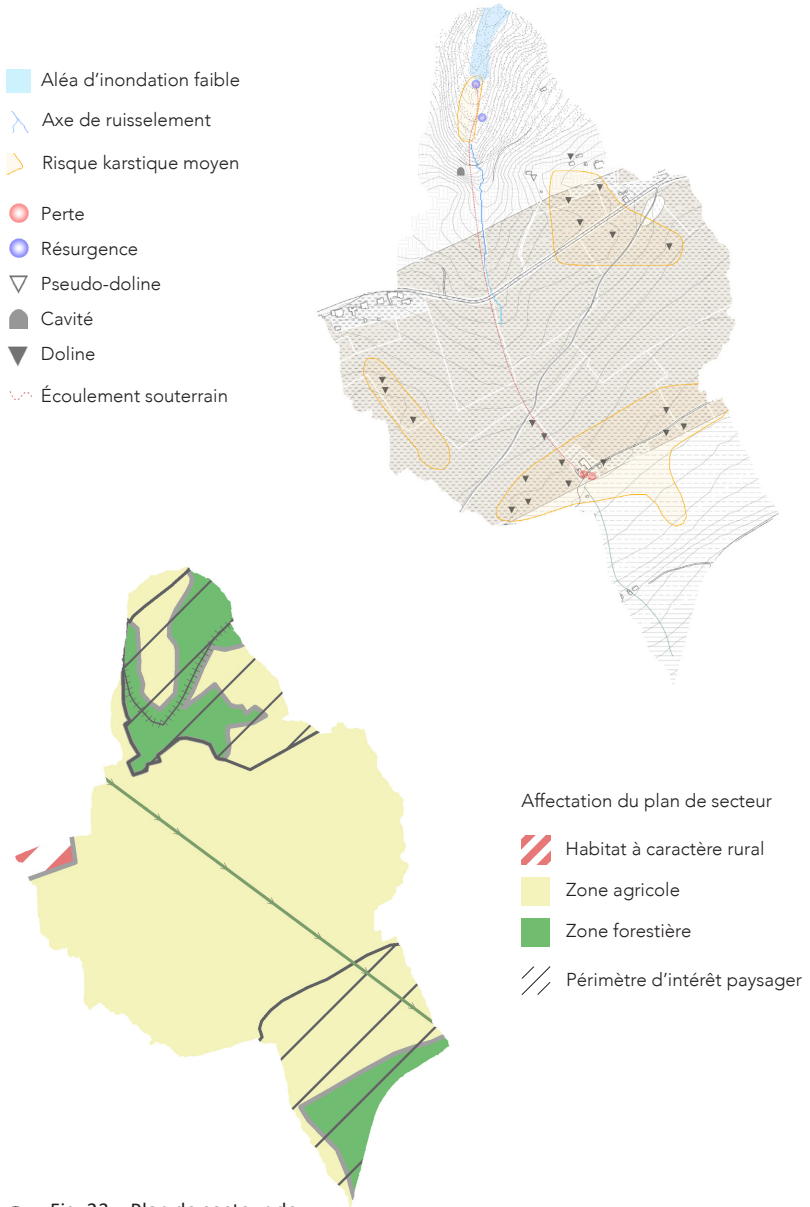 Aléa d'inondation faible
Axe de ruisselement
Risque karstique moyen
Perte
Résurgence
Pseudo-doline
Cavité
Doline
Écoulement souterrain
Affectation du plan de secteur
Habitat à caractère rural
Zone agricole
Zone forestière
Périmètre d'intérêt paysager